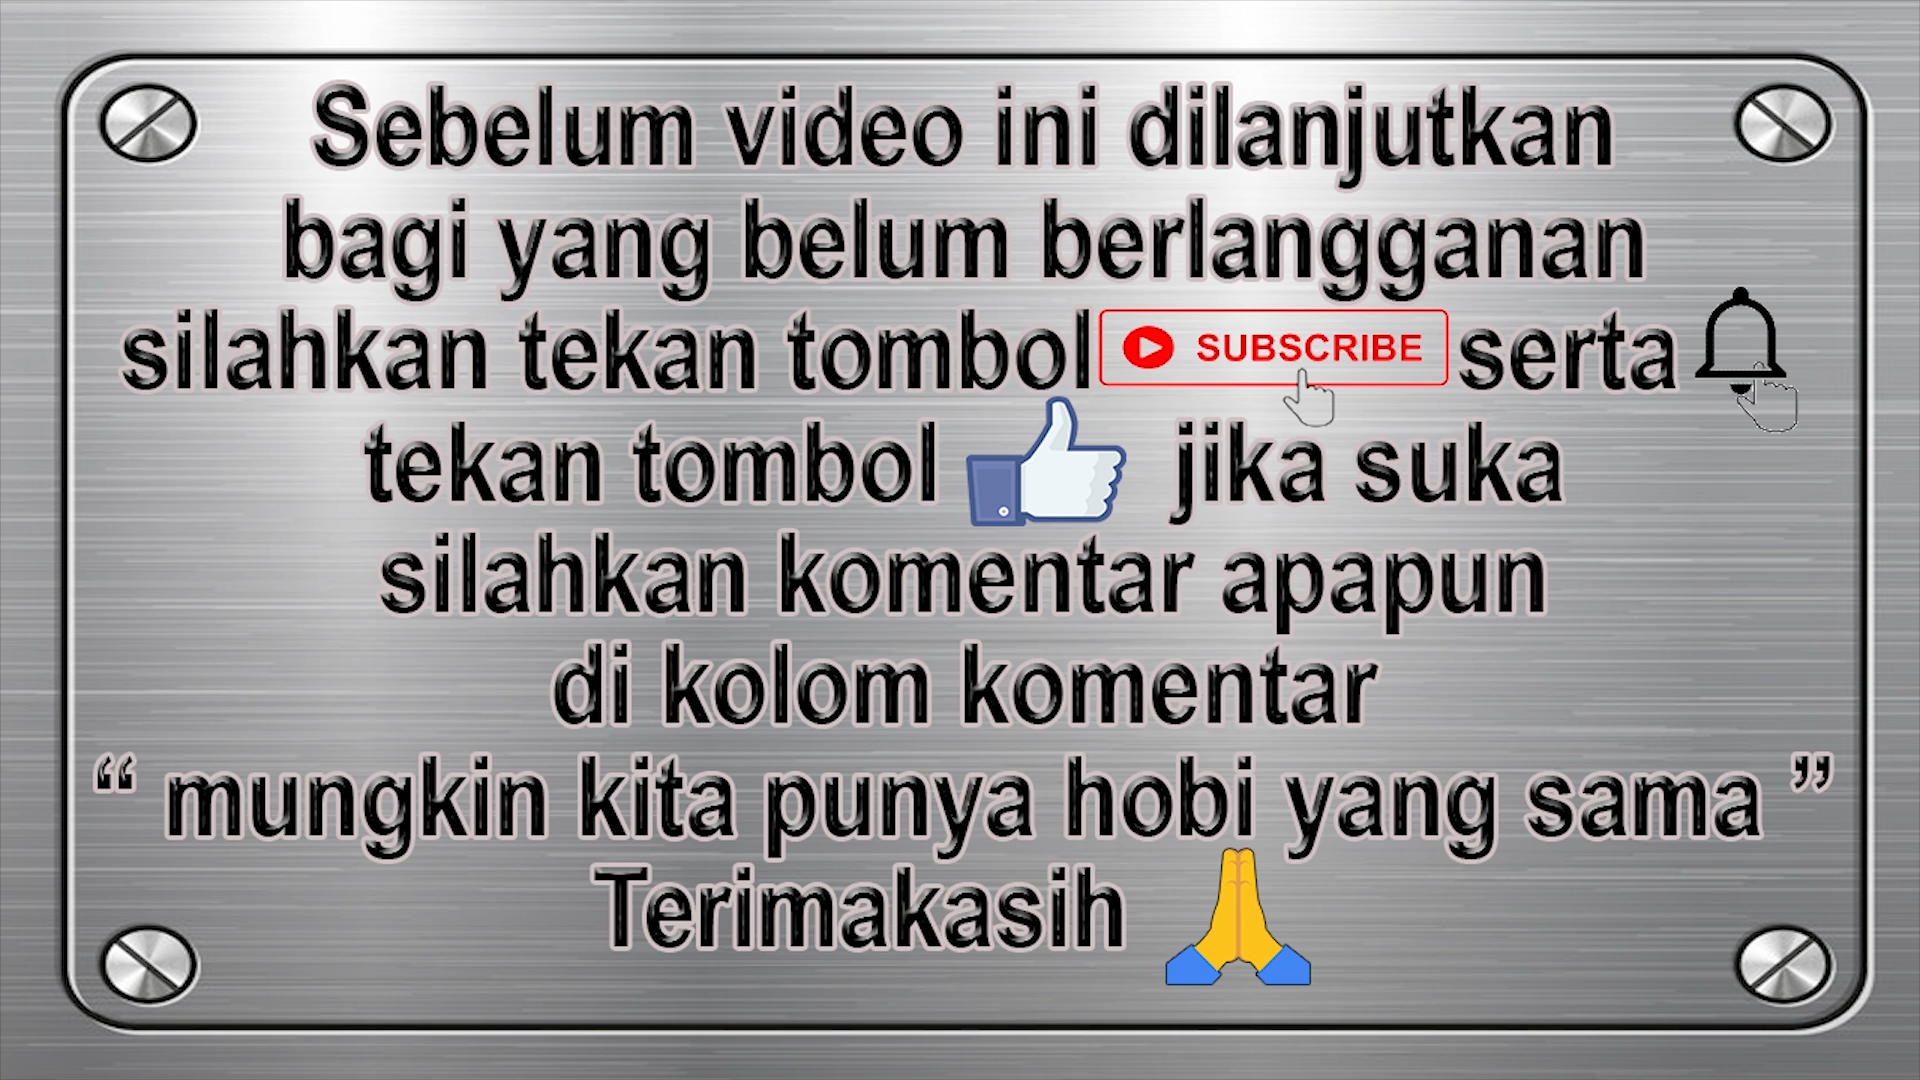 Sebelum video ini dilanjutkan
bagi yang belum berlangganan
silahkan tekan tombol SUBSCRIBE serta
tekan tombol jika suka
silahkan komentar apapun
di kolom komentar
“ mungkin kita punya hobi yang sama ”
Terimakasih